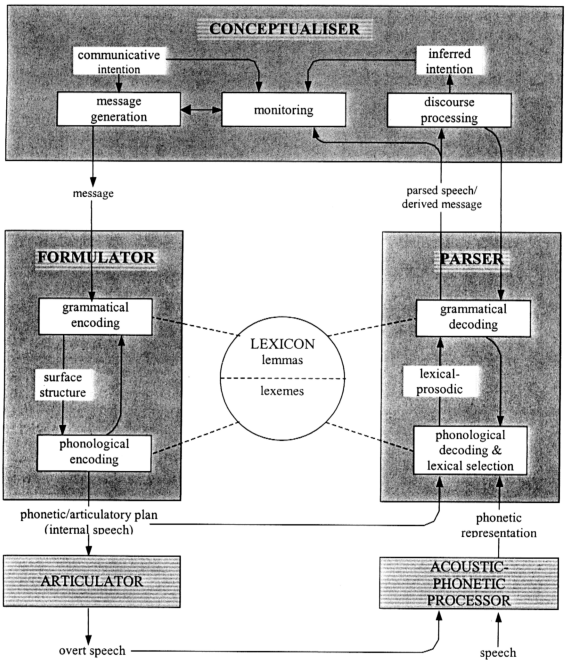 CONCEPTUALISER
communicative
intention
inferred
intention
message
generation
monitoring
discourse
processing
message
parsed speech/
derived message
FORMULATOR
PARSER
grammatical
encoding
LEXICON
lemmas
lexemes
grammatical
decoding
surface
structure
lexical-
prosodic
phonological
encoding
phonological
decoding &
lexical selection
phonetic/articulatory plan
(internal speech)
phonetic
representation
ARTICULATOR
ACOUSTIC-
PHONETIC
PROCESSOR
overt speech
speech